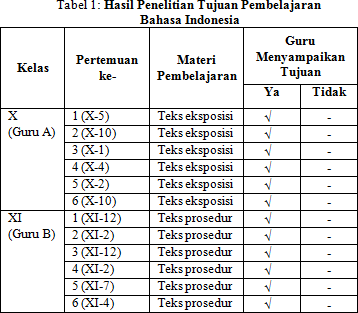 Tabel 1: Hasil Penelitian Tujuan Pembelajaran
Bahasa Indonesia
Kelas Pertemuan ke- Materi Pembelajaran Guru Menyampaikan Tujuan
Ya Tidak
X (Guru A) 1 (X-5) Teks eksposisi √ -
2 (X-10) Teks eksposisi √ -
3 (X-1) Teks eksposisi √ -
4 (X-4) Teks eksposisi √ -
5 (X-2) Teks eksposisi √ -
6 (X-10) Teks eksposisi √ -
XI (Guru B) 1 (XI-12) Teks prosedur √ -
2 (XI-2) Teks prosedur √ -
3 (XI-12) Teks prosedur √ -
4 (XI-2) Teks prosedur √ -
5 (XI-7) Teks prosedur √ -
6 (XI-4) Teks prosedur √ -